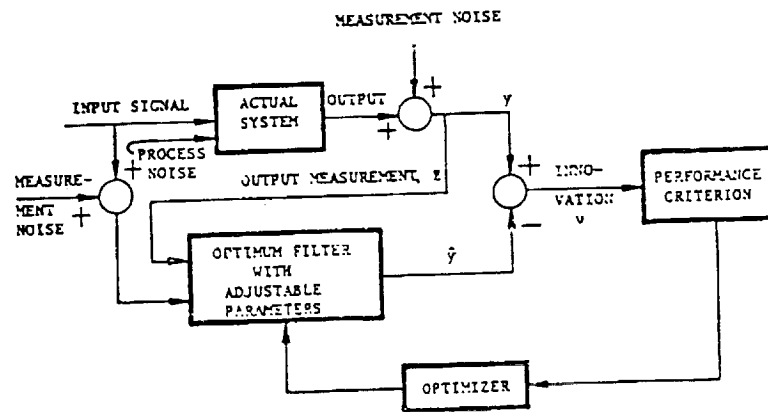 MEASUREMENT NOISE
INPUT SIGNAL
ACTUAL
SYSTEM
OUTPUT
+
+
y
+
PROCESS
NOISE
MEASURE-
MENT
NOISE
+
+
OUTPUT MEASUREMENT, z
+
−
INNO-
VATION
ν
PERFORMANCE
CRITERION
OPTIMUM FILTER
WITH
ADJUSTABLE
PARAMETERS
ŷ
OPTIMIZER